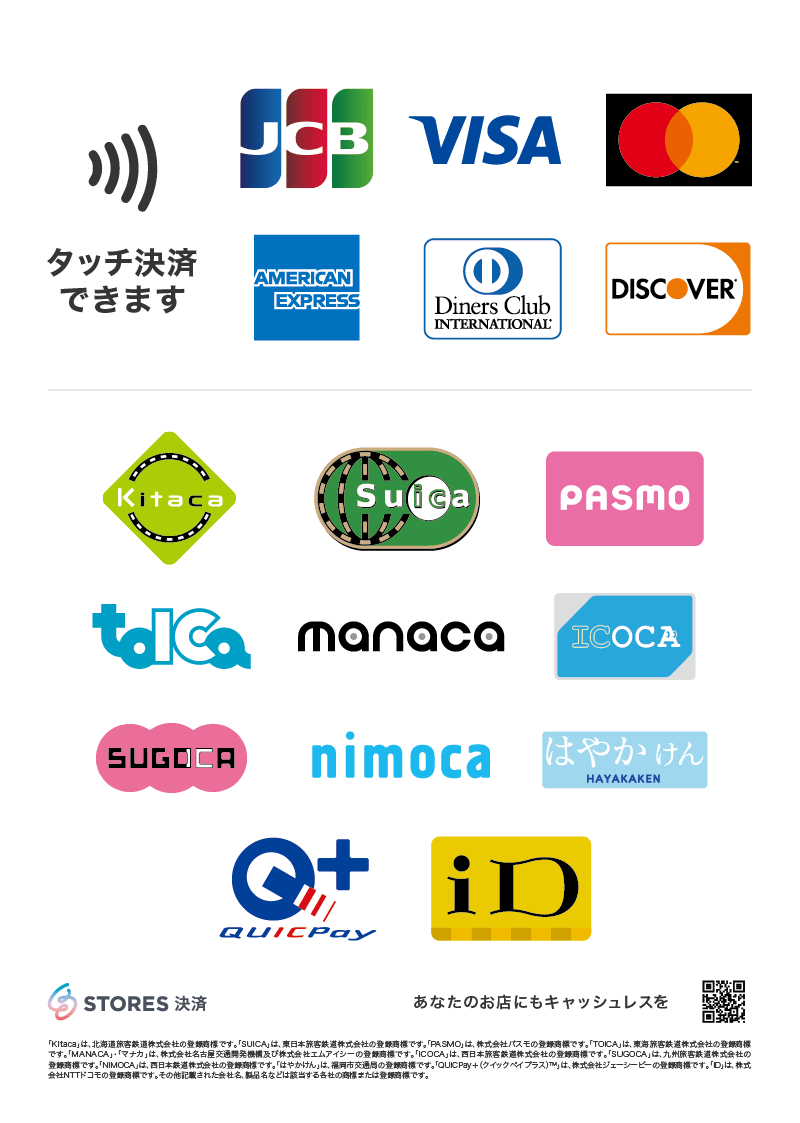 JCB
VISA
タッチ決済
できます
AMERICAN
EXPRESS
Diners Club
INTERNATIONAL®
DISCOVER®
Kitaca
Suica
PASMO
TOICa
manaca
ICOCA
SUGOCA
nimoca
はやかけん
HAYAKAKEN
Q+
QUICPay
iD
STORES 決済
あなたのお店にもキャッシュレスを
「Kitaca」は、北海道旅客鉄道株式会社の登録商標です。「SUICA」は、東日本旅客鉄道株式会社の登録商標です。「PASMO」は、株式会社パスモの登録商標です。「TOICA」は、東海旅客鉄道株式会社の登録商標
です。「MANACA」・「マナカ」は、株式会社名古屋交通開発機構及び株式会社エムアイシーの登録商標です。「ICOCA」は、西日本旅客鉄道株式会社の登録商標です。「SUGOCA」は、九州旅客鉄道株式会社の
登録商標です。「NIMOCA」は、西日本鉄道株式会社の登録商標です。「はやかけん」は、福岡市交通局の登録商標です。「QUICPay+(クイックペイプラス)™」は、株式会社ジェーシービーの登録商標です。「iD」は、株式
会社NTTドコモの登録商標です。その他記載された会社名、製品名などは該当する各社の商標または登録商標です。